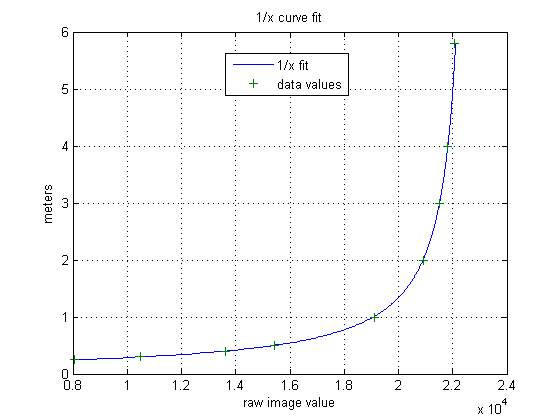 1/x curve fit
6
1/x fit
data values
5
4
meters
3
2
1
0
0.8 1 1.2 1.4 1.6 1.8 2 2.2 2.4
raw image value
x 10^4